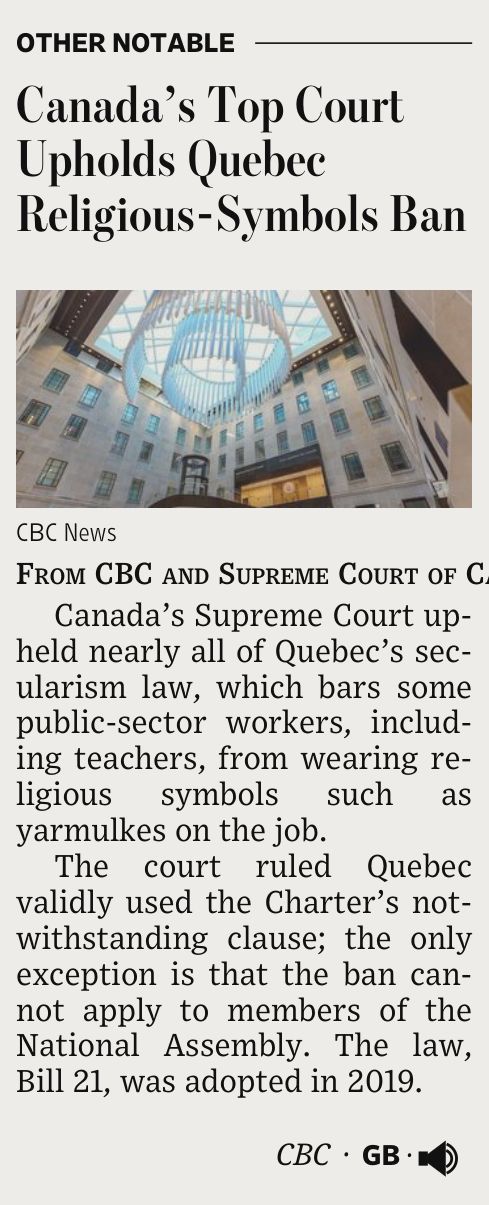 OTHER NOTABLE
Canada’s Top Court
Upholds Quebec
Religious-Symbols Ban
CBC News
FROM CBC AND SUPREME COURT OF
Canada’s Supreme Court up-
held nearly all of Quebec’s sec-
ularism law, which bars some
public-sector workers, includ-
ing teachers, from wearing re-
ligious symbols such as
yarmulkes on the job.
The court ruled Quebec
validly used the Charter’s not-
withstanding clause; the only
exception is that the ban can-
not apply to members of the
National Assembly. The law,
Bill 21, was adopted in 2019.
CBC · GB ·